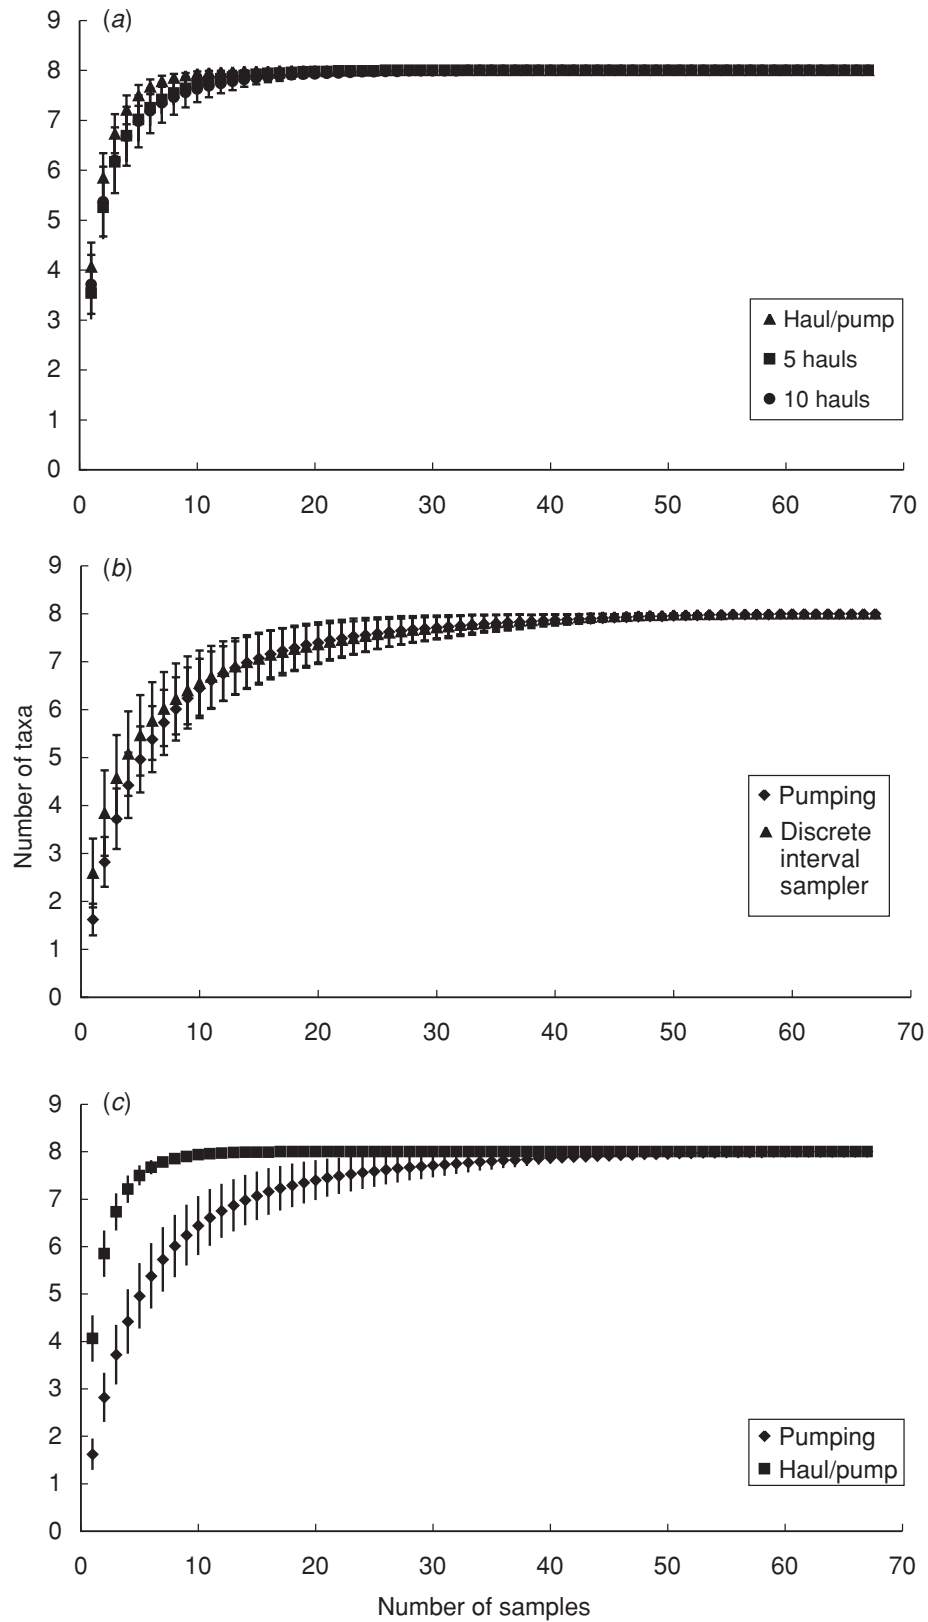 (a)
9
8
7
6
5
4
3
2
1
0
0 10 20 30 40 50 60 70
Haul/pump
5 hauls
10 hauls
(b)
9
8
7
6
5
4
3
2
1
0
0 10 20 30 40 50 60 70
Number of taxa
Pumping
Discrete
interval
sampler
(c)
9
8
7
6
5
4
3
2
1
0
0 10 20 30 40 50 60 70
Pumping
Haul/pump
Number of samples